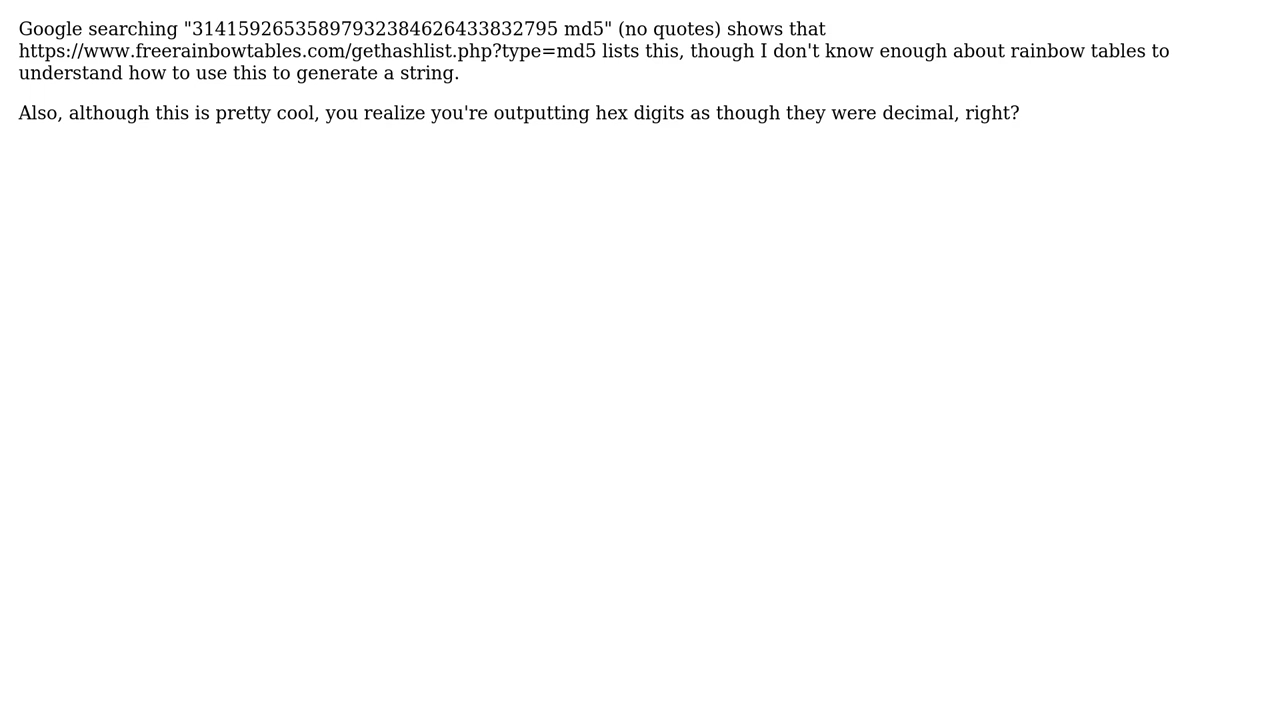 Google searching "31415926535897932384626433832795 md5" (no quotes) shows that
https://www.freerainbowtables.com/gethashlist.php?type=md5 lists this, though I don't know enough about rainbow tables to
understand how to use this to generate a string.
Also, although this is pretty cool, you realize you're outputting hex digits as though they were decimal, right?